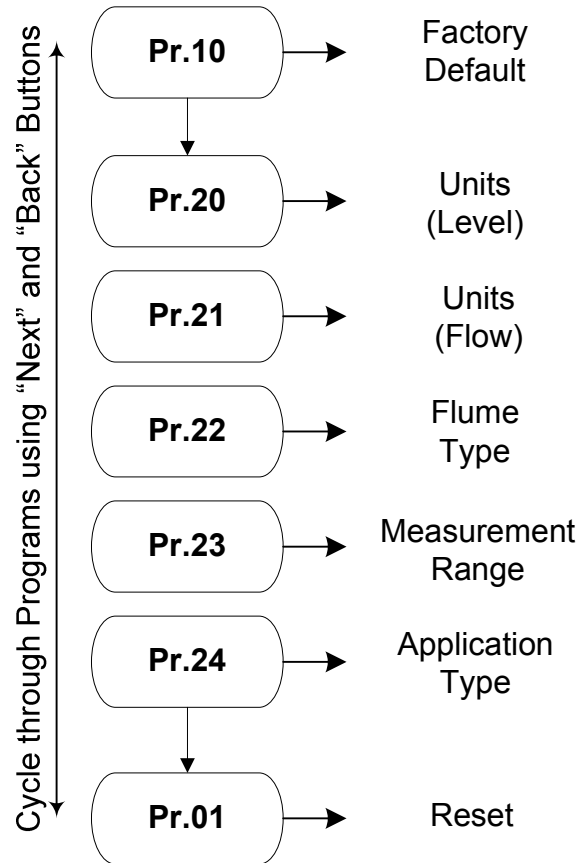 Cycle through Programs using “Next” and “Back” Buttons
Pr.10
Factory
Default
Pr.20
Units
(Level)
Pr.21
Units
(Flow)
Pr.22
Flume
Type
Pr.23
Measurement
Range
Pr.24
Application
Type
Pr.01
Reset